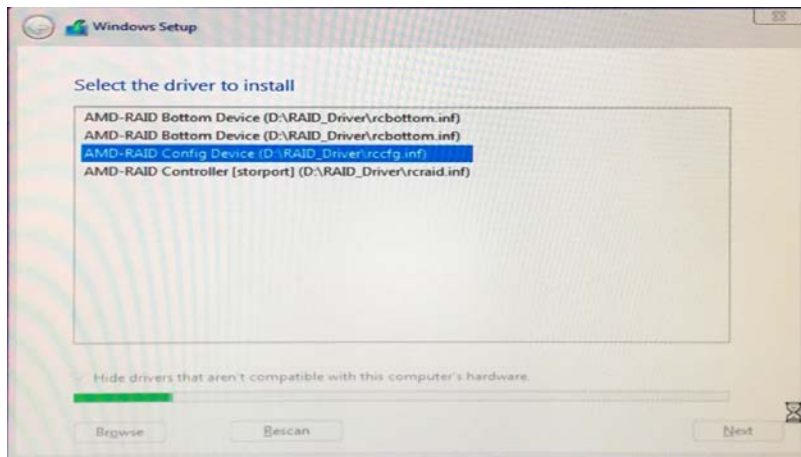 Windows Setup
Select the driver to install
AMD-RAID Bottom Device (D:\RAID_Driver\rcbottom.inf)
AMD-RAID Bottom Device (D:\RAID_Driver\rcbottom.inf)
AMD-RAID Config Device (D:\RAID_Driver\rccfg.inf)
AMD-RAID Controller [storport] (D:\RAID_Driver\rcraid.inf)
Hide drivers that aren't compatible with this computer's hardware.
Browse Rescan Next